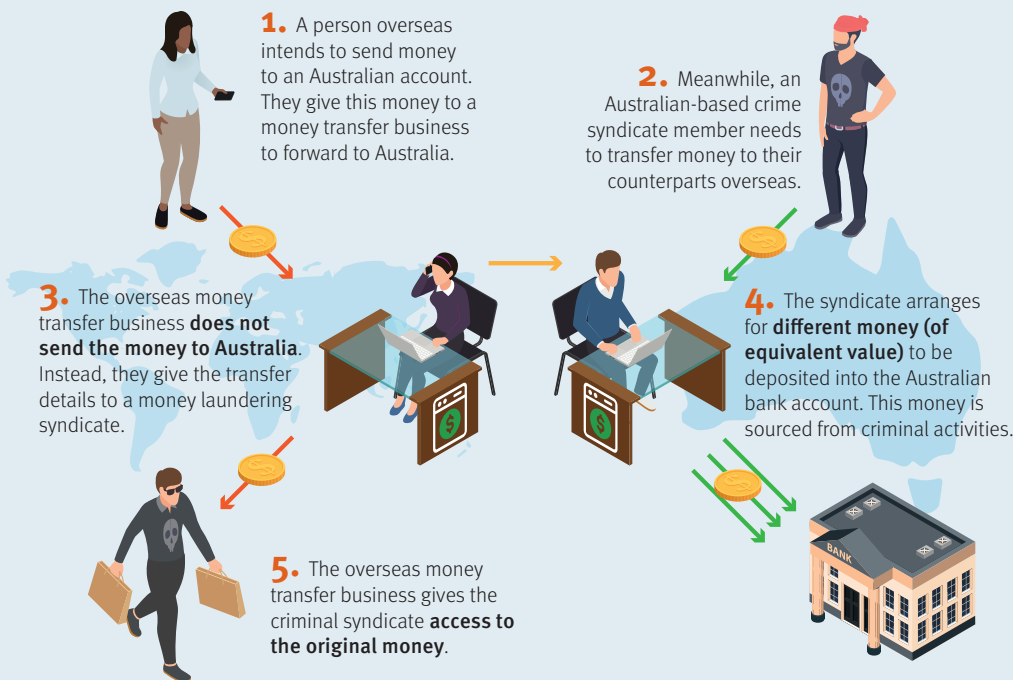 1. A person overseas
intends to send money
to an Australian account.
They give this money to a
money transfer business
to forward to Australia.
2. Meanwhile, an
Australian-based crime
syndicate member needs
to transfer money to their
counterparts overseas.
3. The overseas money
transfer business does not
send the money to Australia.
Instead, they give the transfer
details to a money laundering
syndicate.
4. The syndicate arranges
for different money (of
equivalent value) to be
deposited into the Australian
bank account. This money is
sourced from criminal activities.
5. The overseas money
transfer business gives the
criminal syndicate access to
the original money.
$
$
$
$
$
$
BANK